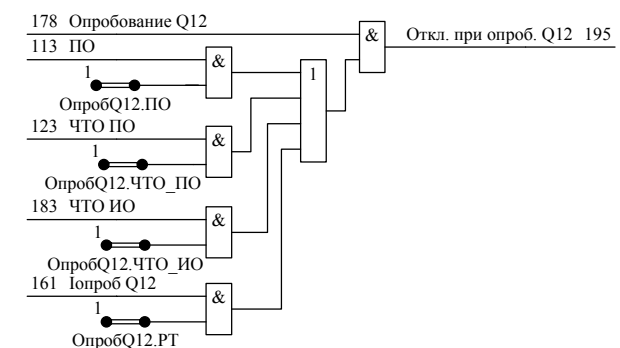 178 Опробование Q12
&
Откл. при опроб. Q12 195
113 ПО
&
1
1
ОпробQ12.ПО
123 ЧТО ПО
&
1
ОпробQ12.ЧТО_ПО
183 ЧТО ИО
&
1
ОпробQ12.ЧТО_ИО
161 Iопроб Q12
&
1
ОпробQ12.РТ